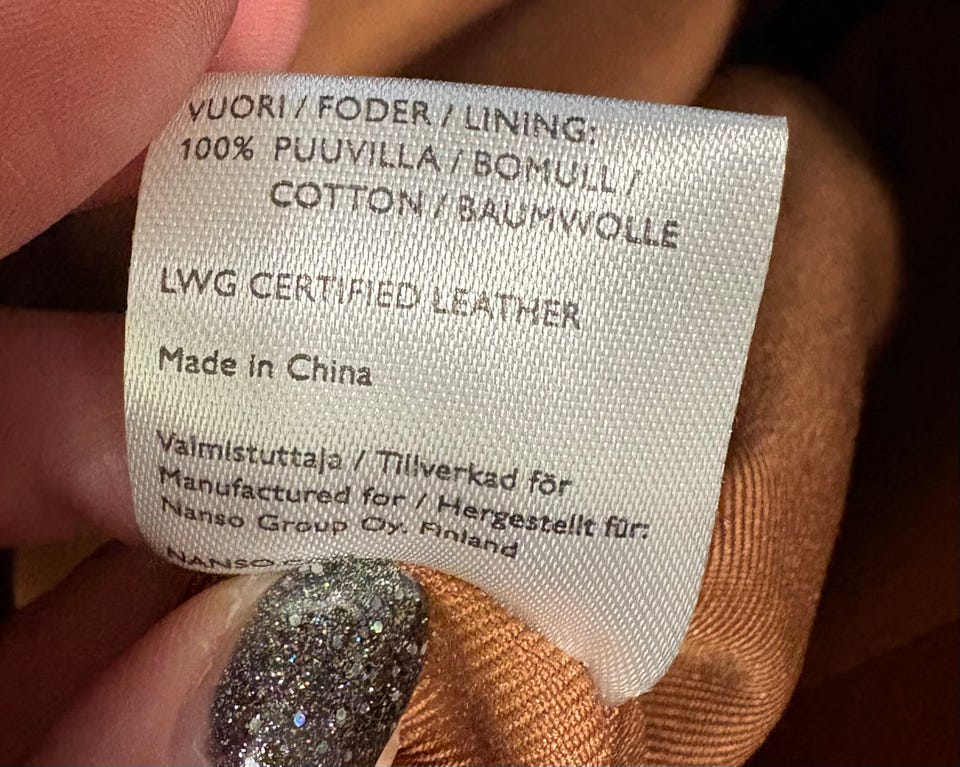 VUORI / FODER / LINING:
100% PUUVILLA / BOMULL /
COTTON / BAUMWOLLE
LWG CERTIFIED LEATHER
Made in China
Valmistuttaja / Tillverkad för
Manufactured for / Hergestellt für:
Nanso Group Oy. Finland
NANSO.